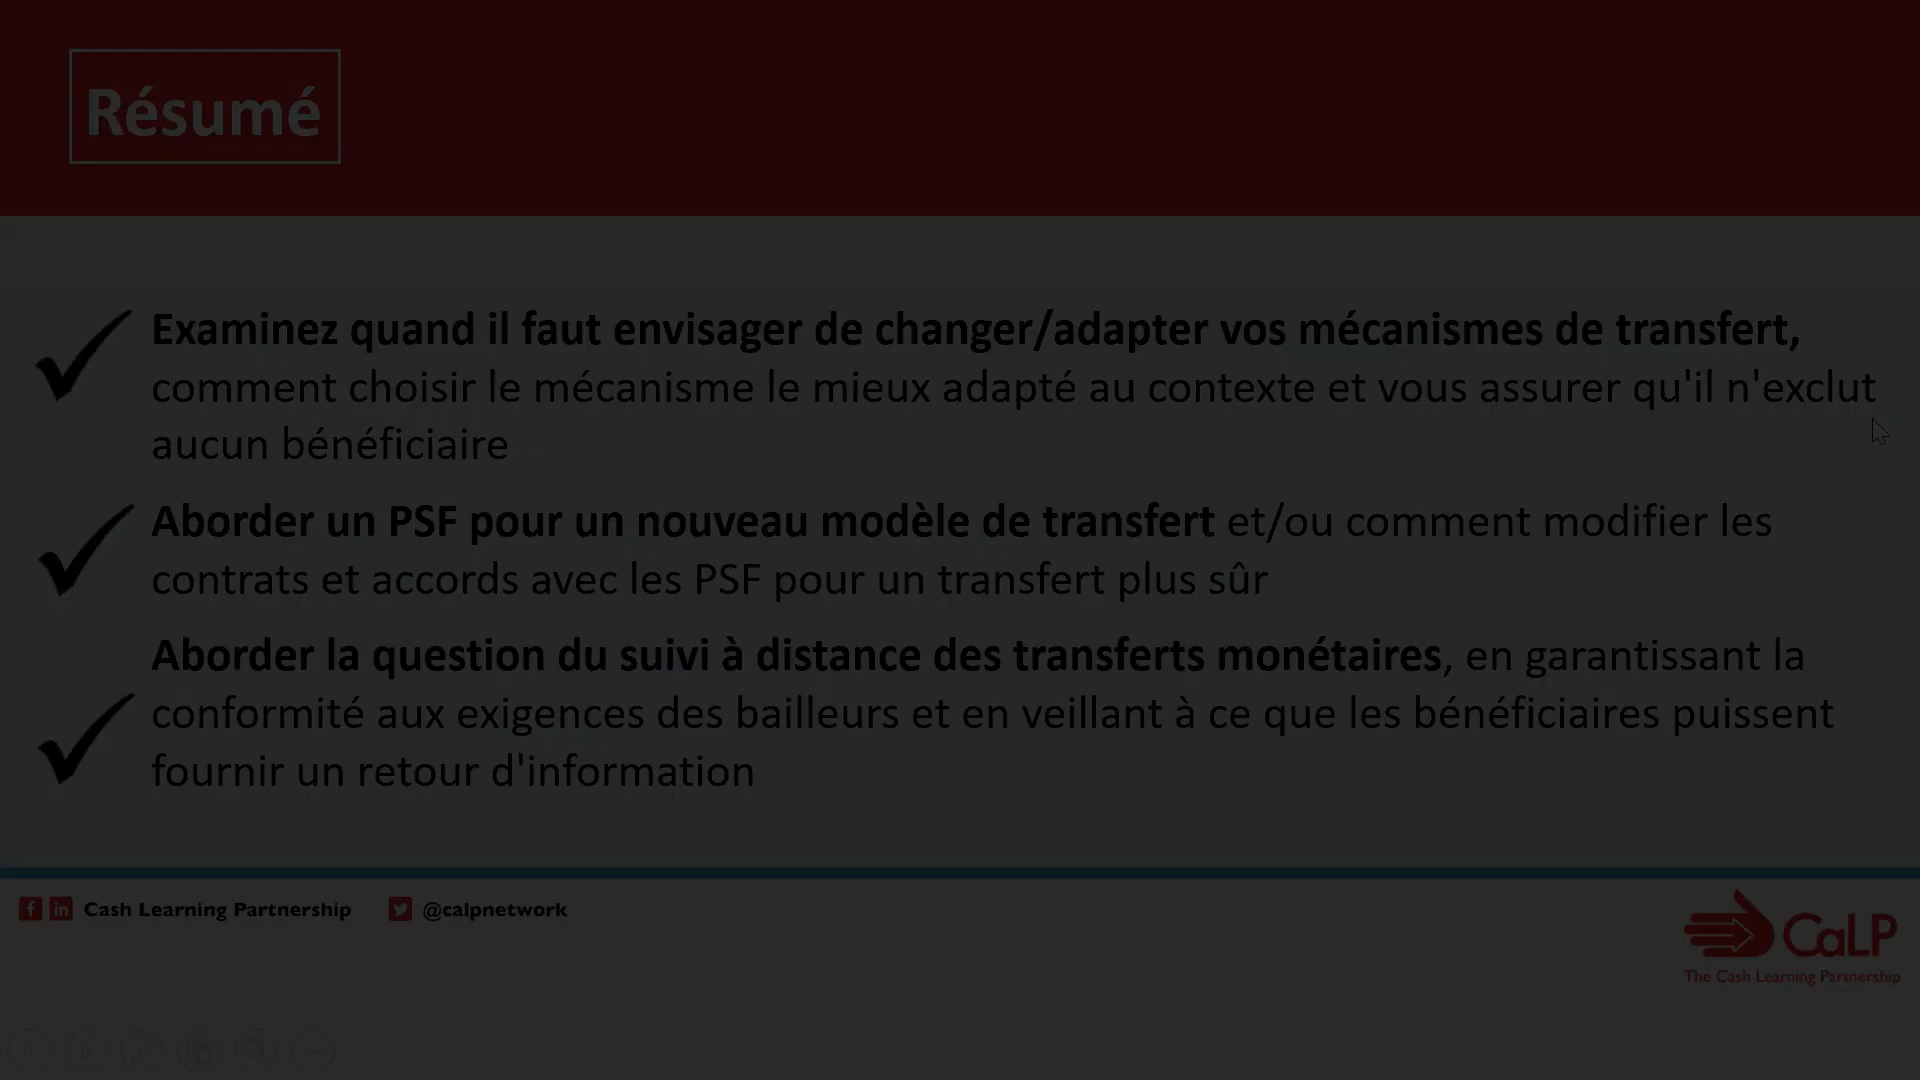 Résumé
Examinez quand il faut envisager de changer/adapter vos mécanismes de transfert,
comment choisir le mécanisme le mieux adapté au contexte et vous assurer qu'il n'exclut
aucun bénéficiaire
Aborder un PSF pour un nouveau modèle de transfert et/ou comment modifier les
contrats et accords avec les PSF pour un transfert plus sûr
Aborder la question du suivi à distance des transferts monétaires, en garantissant la
conformité aux exigences des bailleurs et en veillant à ce que les bénéficiaires puissent
fournir un retour d'information
Cash Learning Partnership @calpnetwork
CaLP
The Cash Learning Partnership